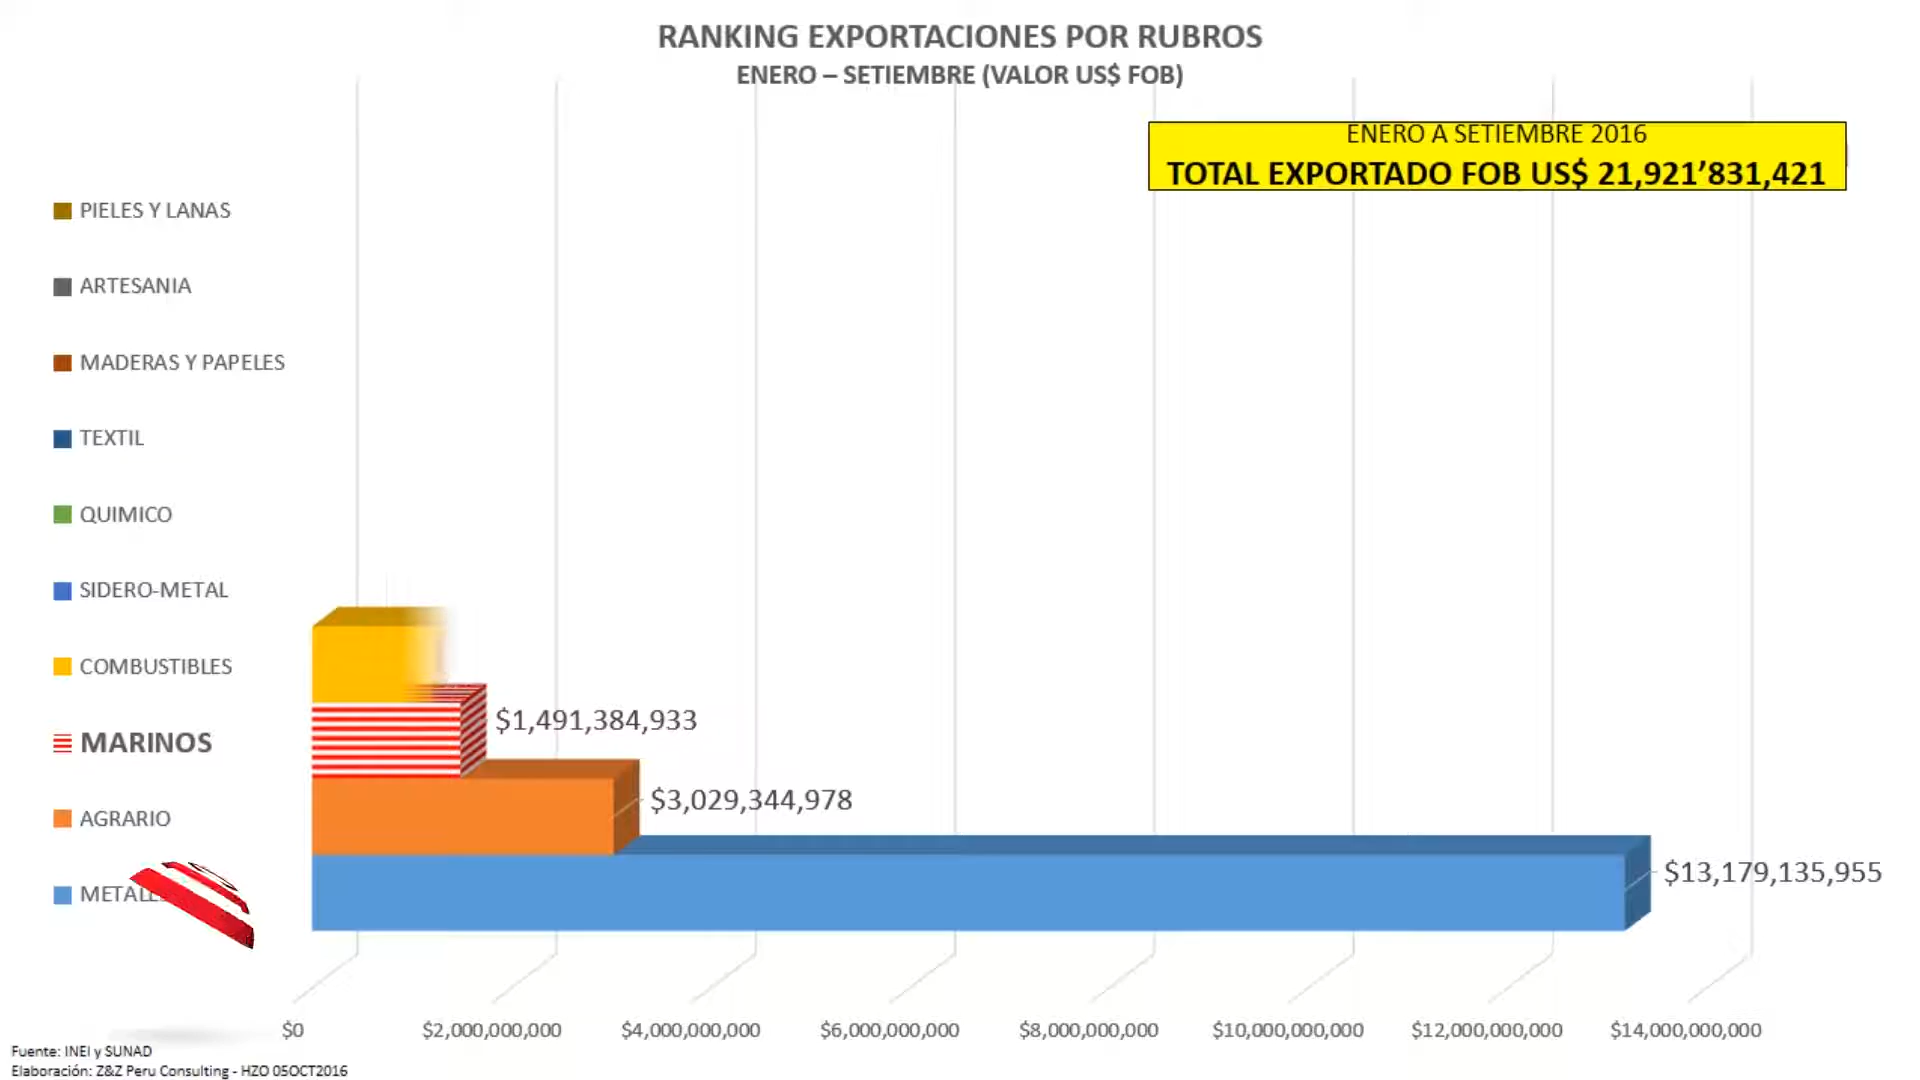 RANKING EXPORTACIONES POR RUBROS
ENERO – SETIEMBRE (VALOR US$ FOB)
ENERO A SETIEMBRE 2016
TOTAL EXPORTADO FOB US$ 21,921’831,421
PIELES Y LANAS
ARTESANIA
MADERAS Y PAPELES
TEXTIL
QUIMICO
SIDERO-METAL
COMBUSTIBLES
MARINOS
$1,491,384,933
AGRARIO
$3,029,344,978
$13,179,135,955
$0
$2,000,000,000
$4,000,000,000
$6,000,000,000
$8,000,000,000
$10,000,000,000
$12,000,000,000
$14,000,000,000
Fuente: INEI y SUNAD
Elaboración: Z&Z Peru Consulting - HZO 05OCT2016